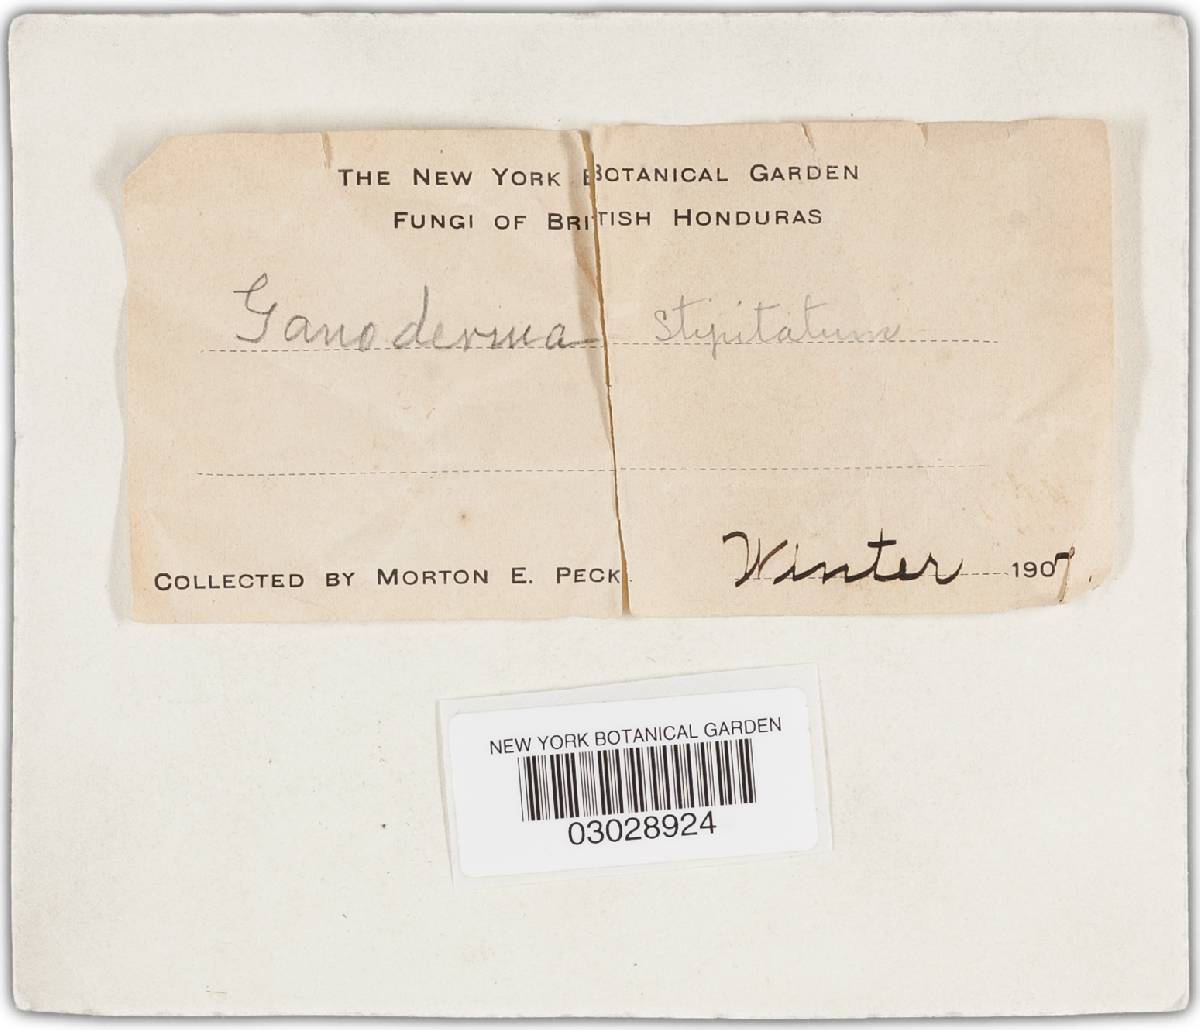 THE NEW YORK BOTANICAL GARDEN
FUNGI OF BRITISH HONDURAS
Ganoderma stipitatum
COLLECTED BY MORTON E. PECK. Winter 1907.
NEW YORK BOTANICAL GARDEN
03028924